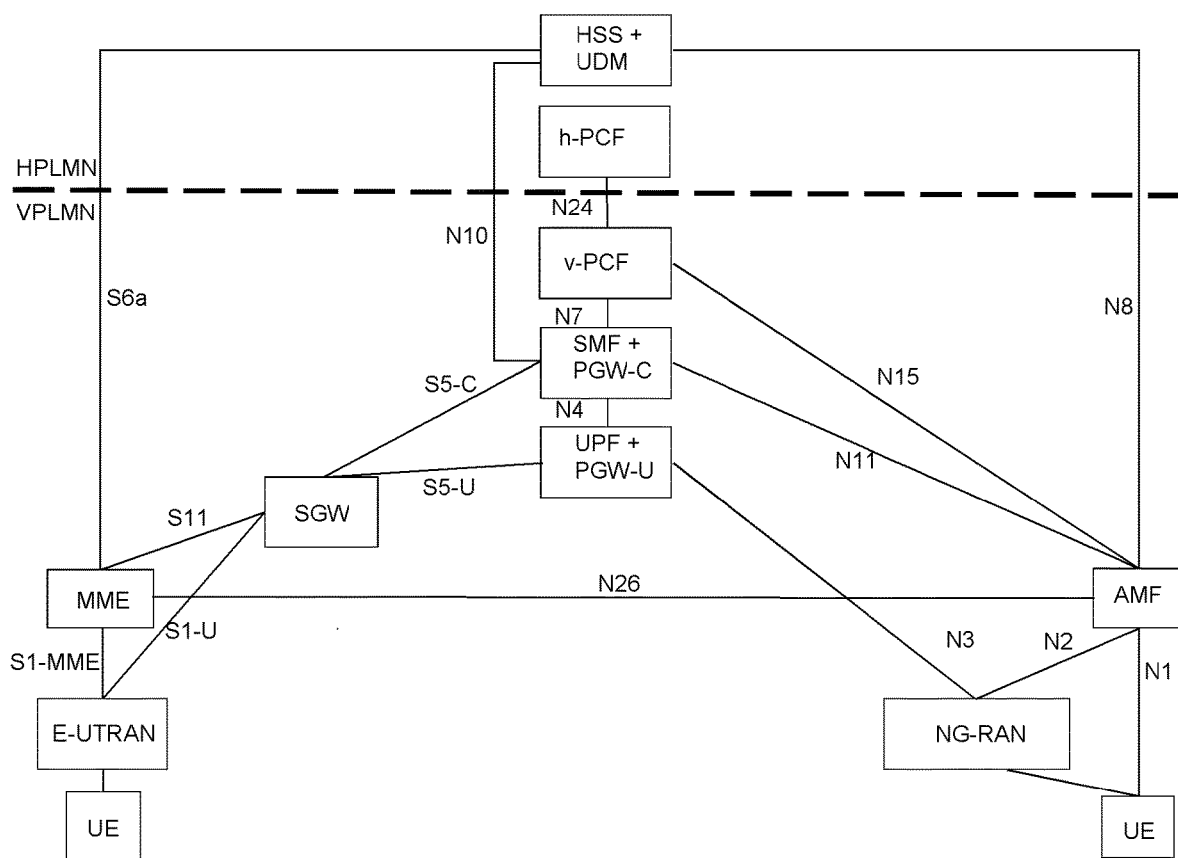 HSS +
UDM
h-PCF
HPLMN
VPLMN
N24
N10
v-PCF
S6a
N8
N7
SMF +
PGW-C
S5-C
N15
N4
UPF +
PGW-U
N11
S5-U
S11
SGW
MME
N26
AMF
S1-U
N3
N2
S1-MME
N1
E-UTRAN
NG-RAN
UE
UE